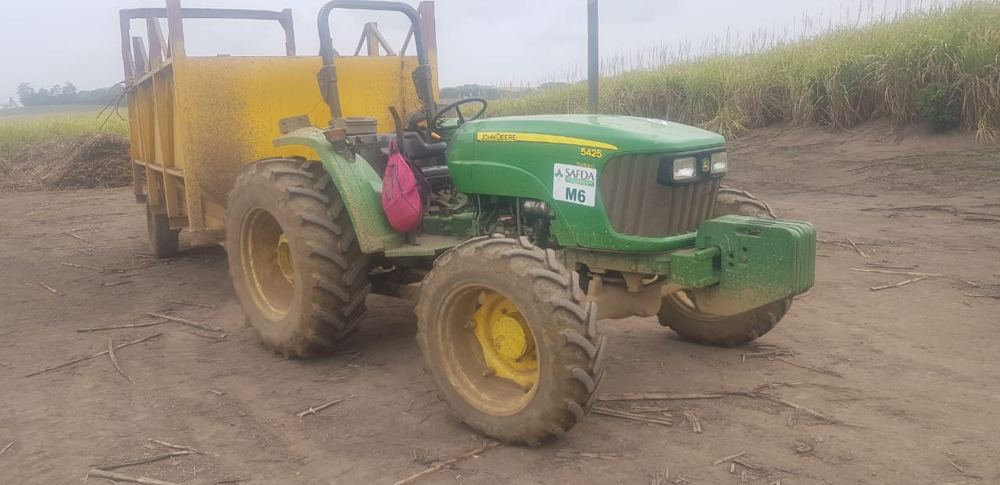 JOHN DEERE
5425
TURBO
SAFDA
M6